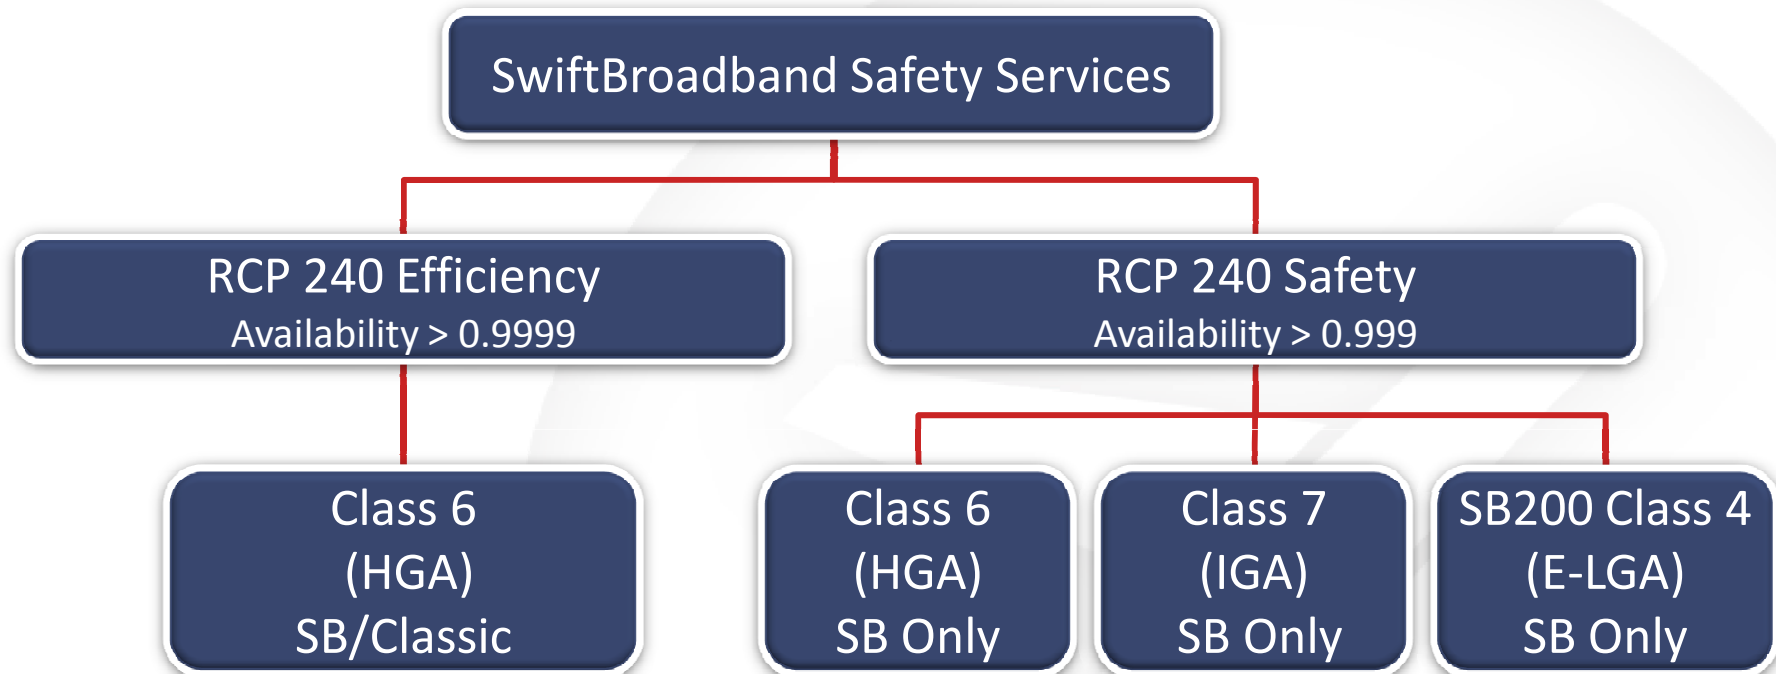 SwiftBroadband Safety Services
RCP 240 Efficiency
Availability > 0.9999
RCP 240 Safety
Availability > 0.999
Class 6
(HGA)
SB/Classic
Class 6
(HGA)
SB Only
Class 7
(IGA)
SB Only
SB200 Class 4
(E-LGA)
SB Only